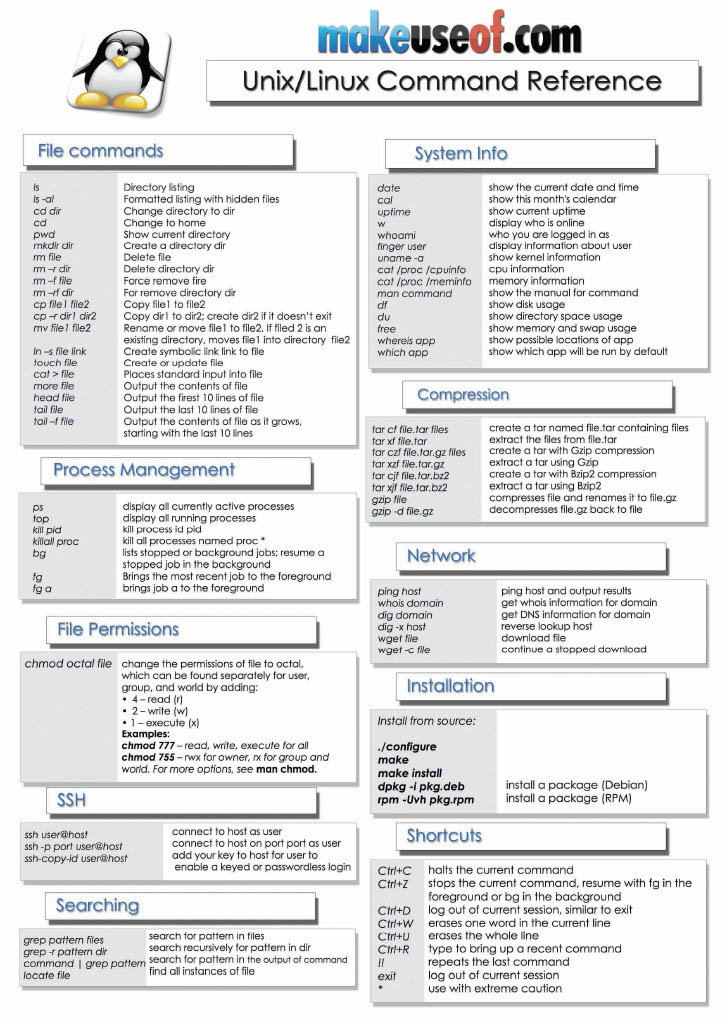 makeuseof.com
Unix/Linux Command Reference
File commands
ls Directory listing
ls -al Formatted listing with hidden files
cd dir Change directory to dir
cd Change to home
pwd Show current directory
mkdir dir Create a directory dir
rm file Delete file
rm –r dir Delete directory dir
rm –f file Force remove fire
rm –rf dir For remove directory dir
cp file1 file2 Copy file1 to file2
cp –r dir1 dir2 Copy dir1 to dir2; create dir2 if it doesn't exit
mv file1 file2 Rename or move file1 to file2. If filed 2 is an
existing directory, moves file1 into directory file2
ln –s file link Create symbolic link link to file
touch file Create or update file
cat > file Places standard input into file
more file Output the contents of file
head file Output the fierst 10 lines of file
tail file Output the last 10 lines of file
tail –f file Output the contents of file as it grows,
starting with the last 10 lines
Process Management
ps display all currently active processes
top display all running processes
kill pid kill process id pid
killall proc kill all processes named proc *
bg lists stopped or background jobs; resume a
stopped job in the background
fg Brings the most recent job to the foreground
fg a brings job a to the foreground
File Permissions
chmod octal file change the permissions of file to octal,
which can be found separately for user,
group, and world by adding:
• 4 – read (r)
• 2 – write (w)
• 1 – execute (x)
Examples:
chmod 777 – read, write, execute for all
chmod 755 – rwx for owner, rx for group and
world. For more options, see man chmod.
SSH
ssh user@host connect to host as user
ssh -p port user@host connect to host on port port as user
ssh-copy-id user@host add your key to host for user to
enable a keyed or passwordless login
Searching
grep pattern files search for pattern in files
grep -r pattern dir search recursively for pattern in dir
command | grep pattern search for pattern in the output of command
locate file find all instances of file
System Info
date show the current date and time
cal show this month's calendar
uptime show current uptime
w display who is online
whoami who you are logged in as
finger user display information about user
uname -a show kernel information
cat /proc /cpuinfo cpu information
cat /proc /meminfo memory information
man command show the manual for command
df show disk usage
du show directory space usage
free show memory and swap usage
whereis app show possible locations of app
which app show which app will be run by default
Compression
tar cf file.tar files create a tar named file.tar containing files
tar xf file.tar extract the files from file.tar
tar czf file.tar.gz files create a tar with Gzip compression
tar xzf file.tar.gz extract a tar using Gzip
tar cjf file.tar.bz2 create a tar with Bzip2 compression
tar xjf file.tar.bz2 extract a tar using Bzip2
gzip file compresses file and renames it to file.gz
gzip -d file.gz decompresses file.gz back to file
Network
ping host ping host and output results
whois domain get whois information for domain
dig domain get DNS information for domain
dig -x host reverse lookup host
wget file download file
wget -c file continue a stopped download
Installation
Install from source:
./configure
make
make install
dpkg -i pkg.deb install a package (Debian)
rpm -Uvh pkg.rpm install a package (RPM)
Shortcuts
Ctrl+C halts the current command
Ctrl+Z stops the current command, resume with fg in the
foreground or bg in the background
Ctrl+D log out of current session, similar to exit
Ctrl+W erases one word in the current line
Ctrl+U erases the whole line
Ctrl+R type to bring up a recent command
!! repeats the last command
exit log out of current session
* use with extreme caution